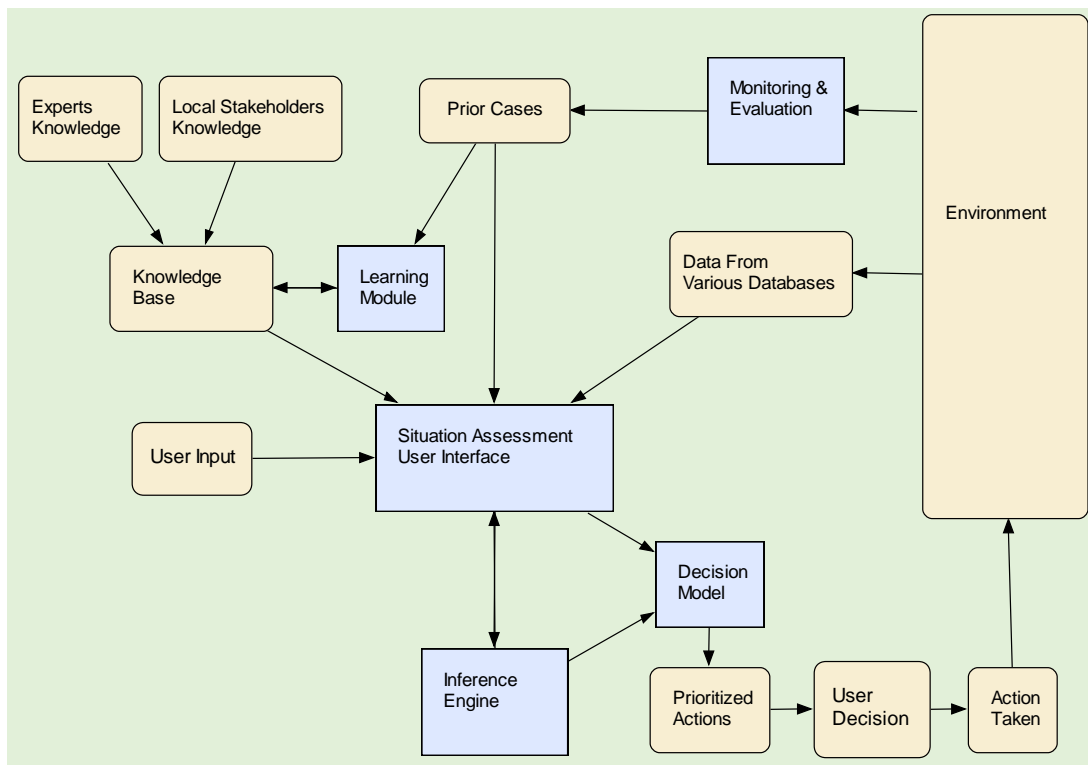 Experts
Knowledge
Local Stakeholders
Knowledge
Prior Cases
Monitoring &
Evaluation
Environment
Knowledge
Base
Learning
Module
Data From
Various Databases
User Input
Situation Assessment
User Interface
Decision
Model
Inference
Engine
Prioritized
Actions
User
Decision
Action
Taken